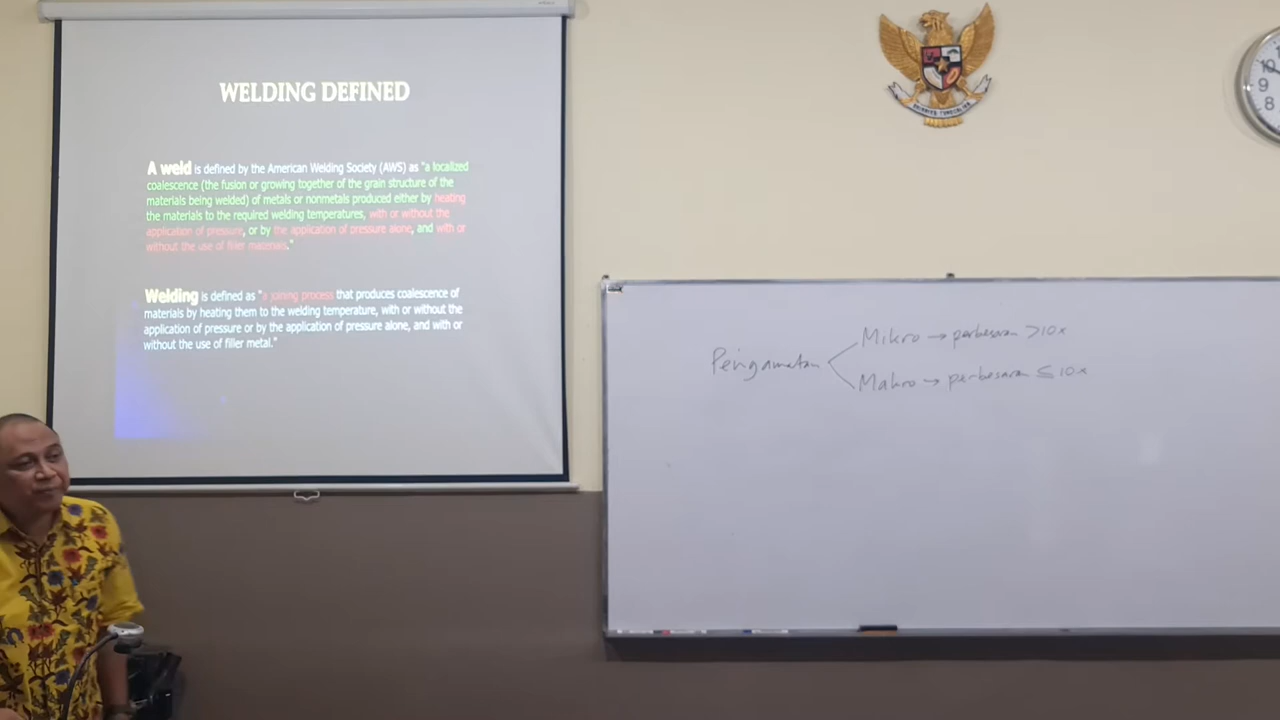 WELDING DEFINED
A weld is defined by the American Welding Society (AWS) as "a localized
coalescence (the fusion or growing together of the grain structure of the
materials being welded) of metals or nonmetals produced either by heating
the materials to the required welding temperatures, with or without the
application of pressure, or by the application of pressure alone, and with or
without the use of filler materials."
Welding is defined as "a joining process that produces coalescence of
materials by heating them to the welding temperature, with or without the
application of pressure or by the application of pressure alone, and with or
without the use of filler metal."
Pengamatan
Mikro → perbesaran >10x
Makro → perbesaran ≤ 10x
10
9
8